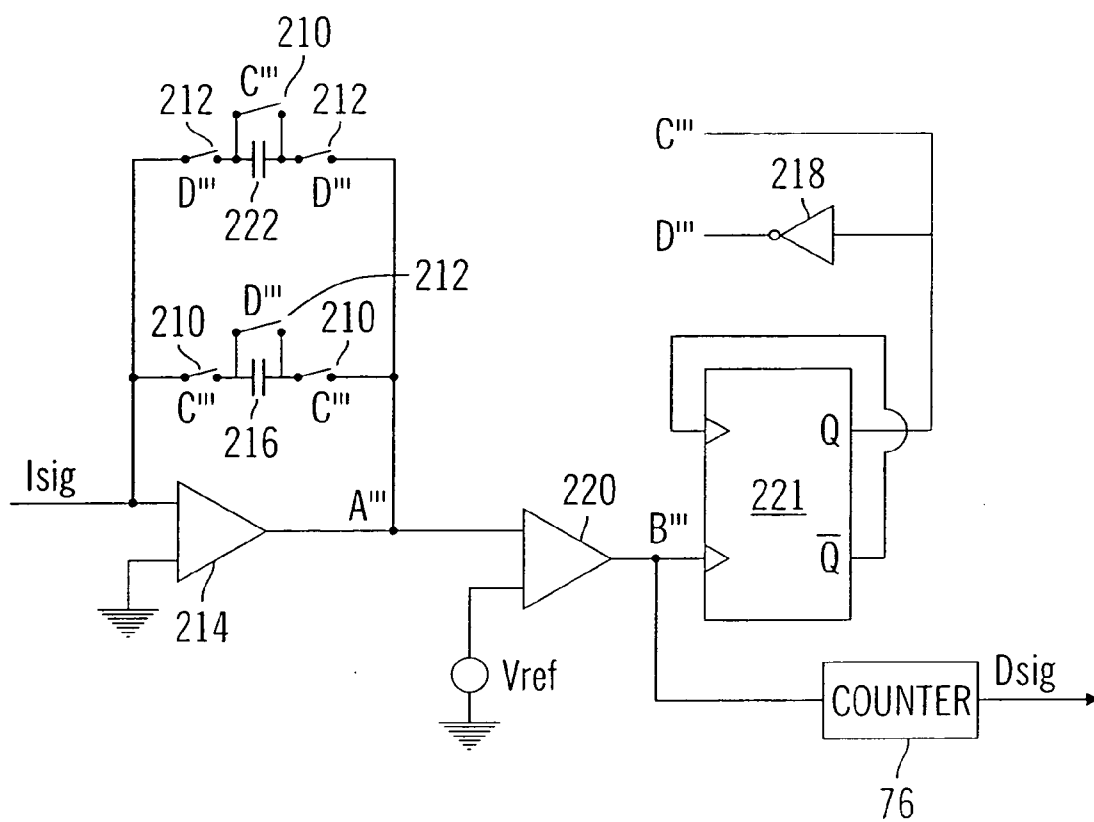 210
C'''
212
212
D'''
D'''
222
C'''
218
D'''
212
D'''
210
210
C'''
C'''
216
Q
Isig
A'''
220
B'''
221
Q̅
214
Vref
Dsig
COUNTER
76